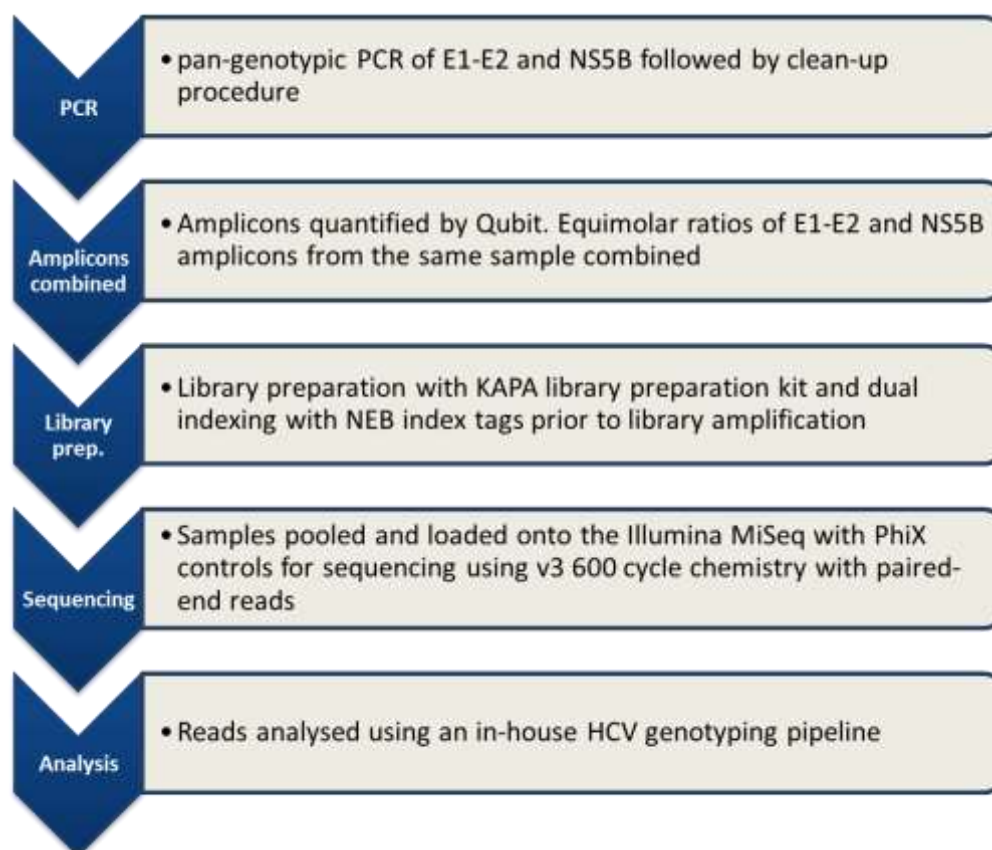 PCR
• pan-genotypic PCR of E1-E2 and NS5B followed by clean-up
procedure
Amplicons
combined
• Amplicons quantified by Qubit. Equimolar ratios of E1-E2 and NS5B
amplicons from the same sample combined
Library
prep.
• Library preparation with KAPA library preparation kit and dual
indexing with NEB index tags prior to library amplification
Sequencing
• Samples pooled and loaded onto the Illumina MiSeq with PhiX
controls for sequencing using v3 600 cycle chemistry with paired-
end reads
Analysis
• Reads analysed using an in-house HCV genotyping pipeline